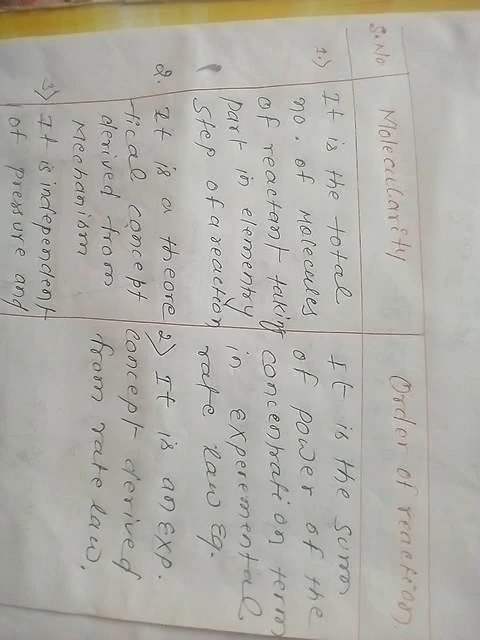 S.No. Molecularity Order of reaction.
1.) It is the total It is the sum
no. of Molecules of power of the
of reactant taking concentration term
part in elementry in experemental
Step of a reaction rate law Eq.
2. It is a theore 2) It is an Exp.
tical concept concept derived
derived from from rate law.
Mechanism
3) It is independent
of pressure and